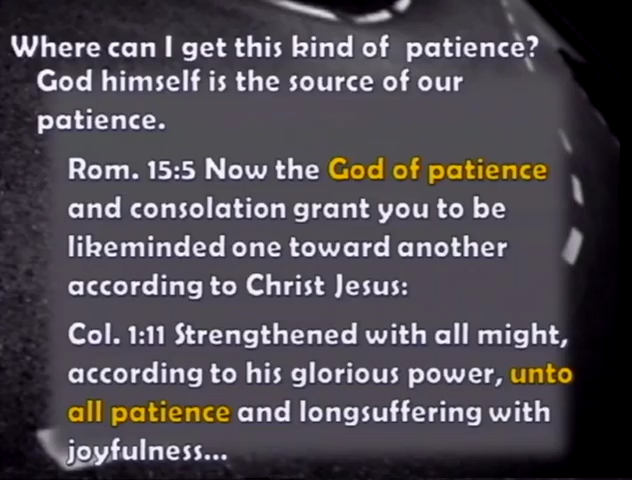 Where can I get this kind of patience?
God himself is the source of our
patience.
Rom. 15:5 Now the God of patience
and consolation grant you to be
likeminded one toward another
according to Christ Jesus:
Col. 1:11 Strengthened with all might,
according to his glorious power, unto
all patience and longsuffering with
joyfulness...